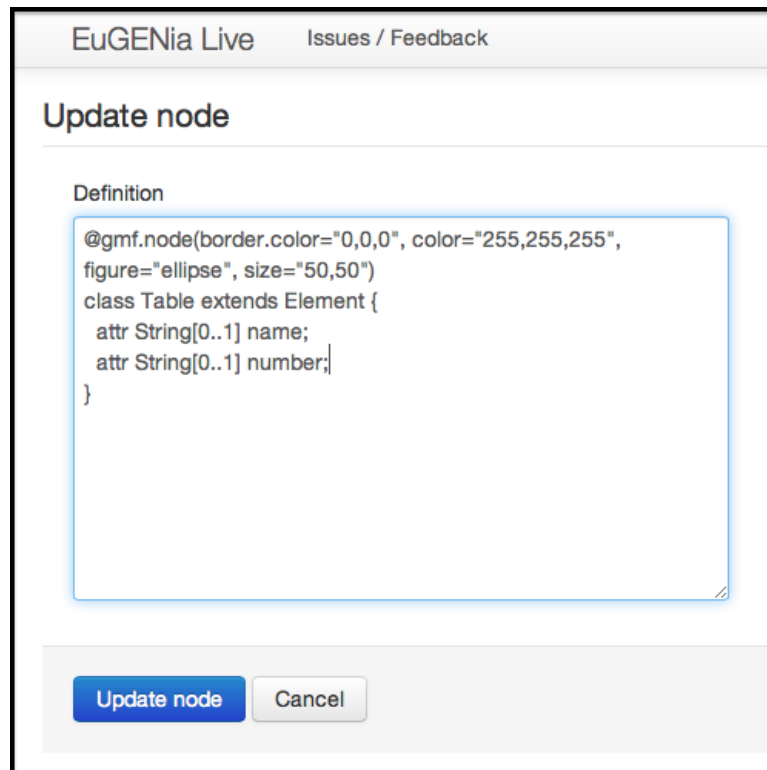 EuGENia Live Issues / Feedback
Update node
Definition
@gmf.node(border.color="0,0,0", color="255,255,255",
figure="ellipse", size="50,50")
class Table extends Element {
  attr String[0..1] name;
  attr String[0..1] number;
}
Update node Cancel